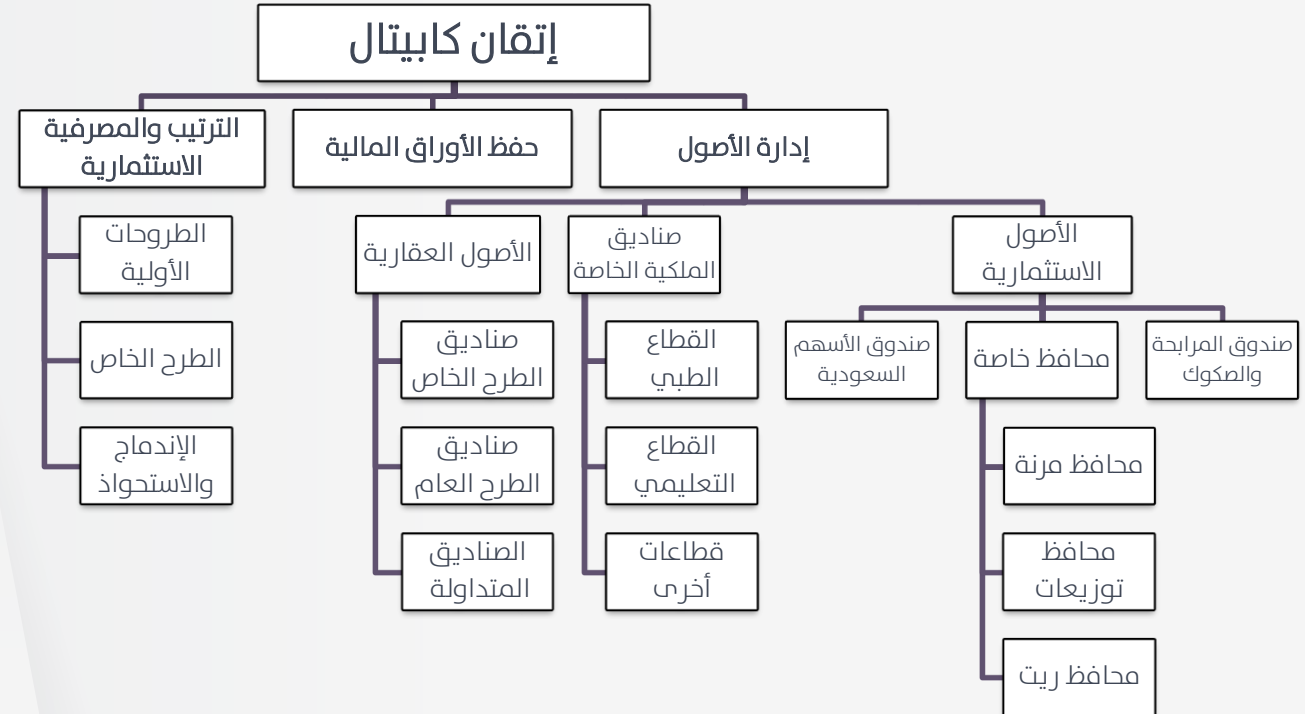 إتقان كابيتال
إدارة الأصول
حفظ الأوراق المالية
الترتيب والمصرفية
الاستثمارية
الأصول
الاستثمارية
صناديق
الملكية الخاصة
الأصول العقارية
الطروحات
الأولية
صندوق المرابحة
والصكوك
محافظ خاصة
صندوق الأسهم
السعودية
القطاع
الطبي
صناديق
الطرح الخاص
الطرح الخاص
محافظ مرنة
القطاع
التعليمي
صناديق
الطرح العام
الإندماج
والاستحواذ
محافظ
توزيعات
قطاعات
أخرى
الصناديق
المتداولة
محافظ ريت